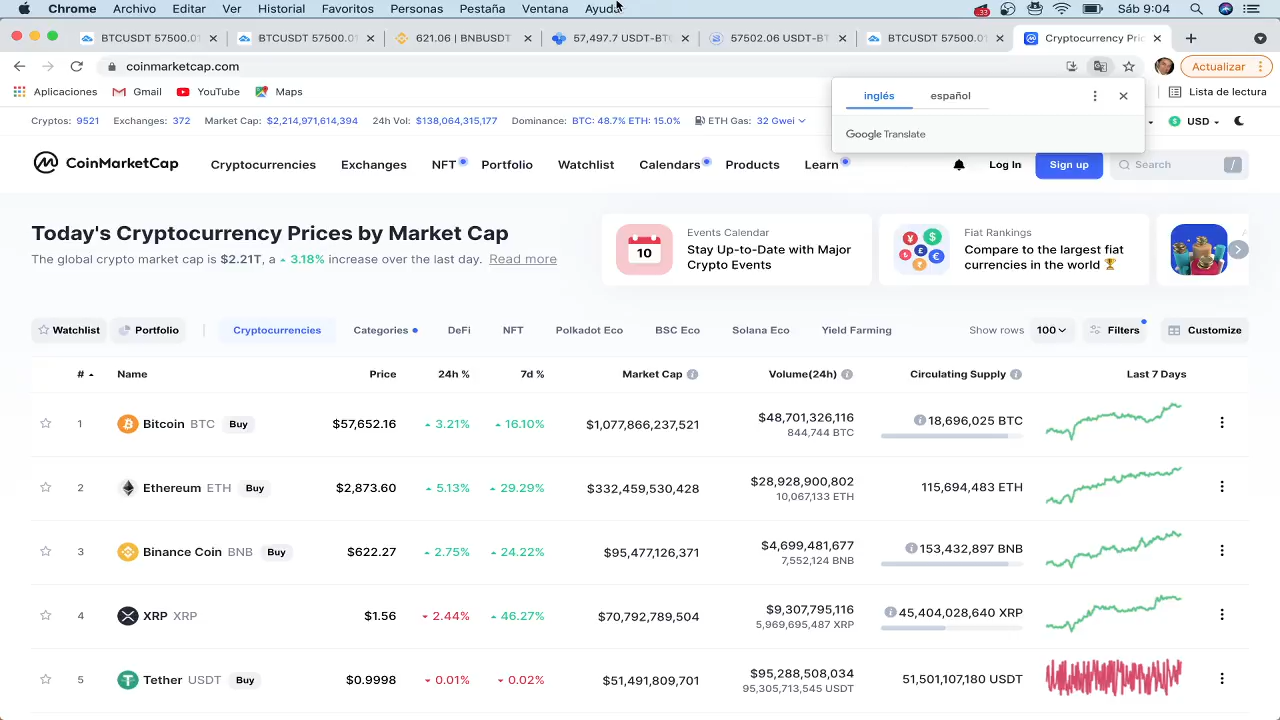 Chrome Archivo Editar Ver Historial Favoritos Personas Pestaña Ventana Ayuda 33 Sáb 9:04
BTCUSDT 57500.01 BTCUSDT 57500.01 621.06 | BNBUSDT 57,497.7 USDT-BT 57502.06 USDT-B BTCUSDT 57500.01 Cryptocurrency Pric
coinmarketcap.com Actualizar
Aplicaciones Gmail YouTube Maps Lista de lectura
inglés español
Google Translate
Cryptos: 9521 Exchanges: 372 Market Cap: $2,214,971,614,394 24h Vol: $138,064,315,177 Dominance: BTC: 48.7% ETH: 15.0% ETH Gas: 32 Gwei USD
CoinMarketCap Cryptocurrencies Exchanges NFT Portfolio Watchlist Calendars Products Learn Log In Sign up Search /
Today's Cryptocurrency Prices by Market Cap
The global crypto market cap is $2.21T, a 3.18% increase over the last day. Read more
10
Events Calendar
Stay Up-to-Date with Major
Crypto Events
Fiat Rankings
Compare to the largest fiat
currencies in the world
Watchlist Portfolio Cryptocurrencies Categories DeFi NFT Polkadot Eco BSC Eco Solana Eco Yield Farming Show rows 100 Filters Customize
# Name Price 24h % 7d % Market Cap Volume(24h) Circulating Supply Last 7 Days
1 Bitcoin BTC Buy $57,652.16 3.21% 16.10% $1,077,866,237,521 $48,701,326,116 18,696,025 BTC
844,744 BTC
2 Ethereum ETH Buy $2,873.60 5.13% 29.29% $332,459,530,428 $28,928,900,802 115,694,483 ETH
10,067,133 ETH
3 Binance Coin BNB Buy $622.27 2.75% 24.22% $95,477,126,371 $4,699,481,677 153,432,897 BNB
7,552,124 BNB
4 XRP XRP $1.56 2.44% 46.27% $70,792,789,504 $9,307,795,116 45,404,028,640 XRP
5,969,695,487 XRP
5 Tether USDT Buy $0.9998 0.01% 0.02% $51,491,809,701 $95,288,508,034 51,501,107,180 USDT
95,305,713,545 USDT